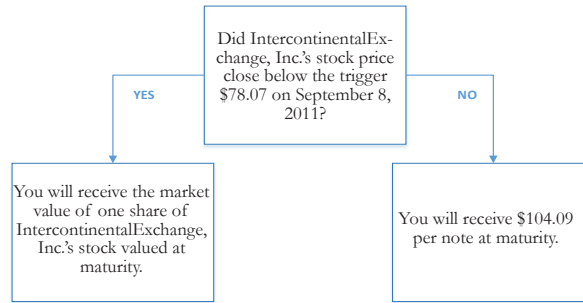 Did IntercontinentalEx-
change, Inc.'s stock price
close below the trigger
$78.07 on September 8,
2011?
YES
NO
You will receive the market
value of one share of
IntercontinentalExchange,
Inc.'s stock valued at
maturity.
You will receive $104.09
per note at maturity.